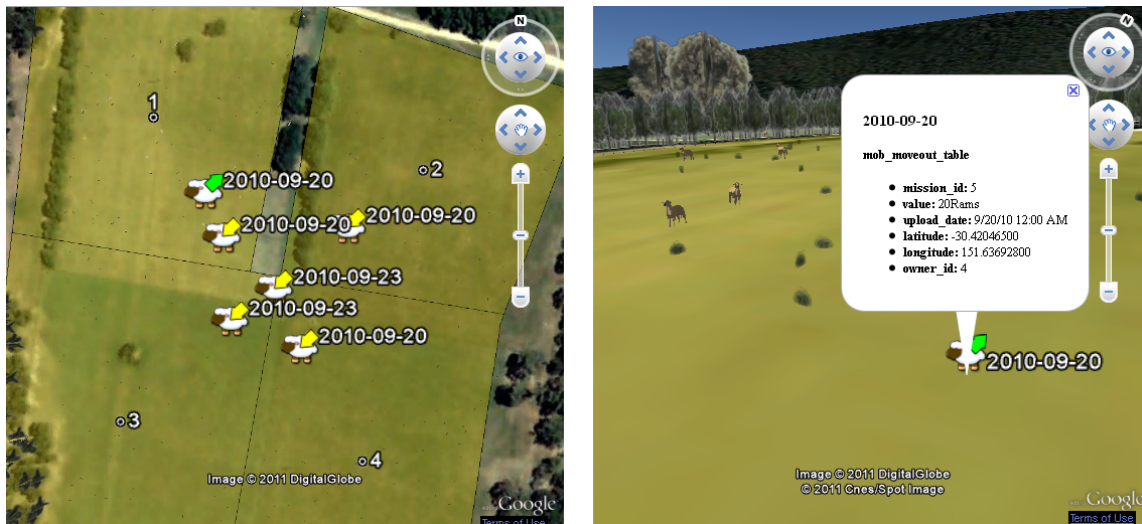 N
1
2
2010-09-20
2010-09-20
2010-09-20
2010-09-23
2010-09-23
2010-09-20
3
4
Image © 2011 DigitalGlobe
Google
Terms of Use
N
2010-09-20
mob_moveout_table
mission_id: 5
value: 20Rams
upload_date: 9/20/10 12:00 AM
latitude: -30.42046500
longitude: 151.63692800
owner_id: 4
2010-09-20
Image © 2011 DigitalGlobe
© 2011 Cnes/Spot Image
Google
Terms of Use